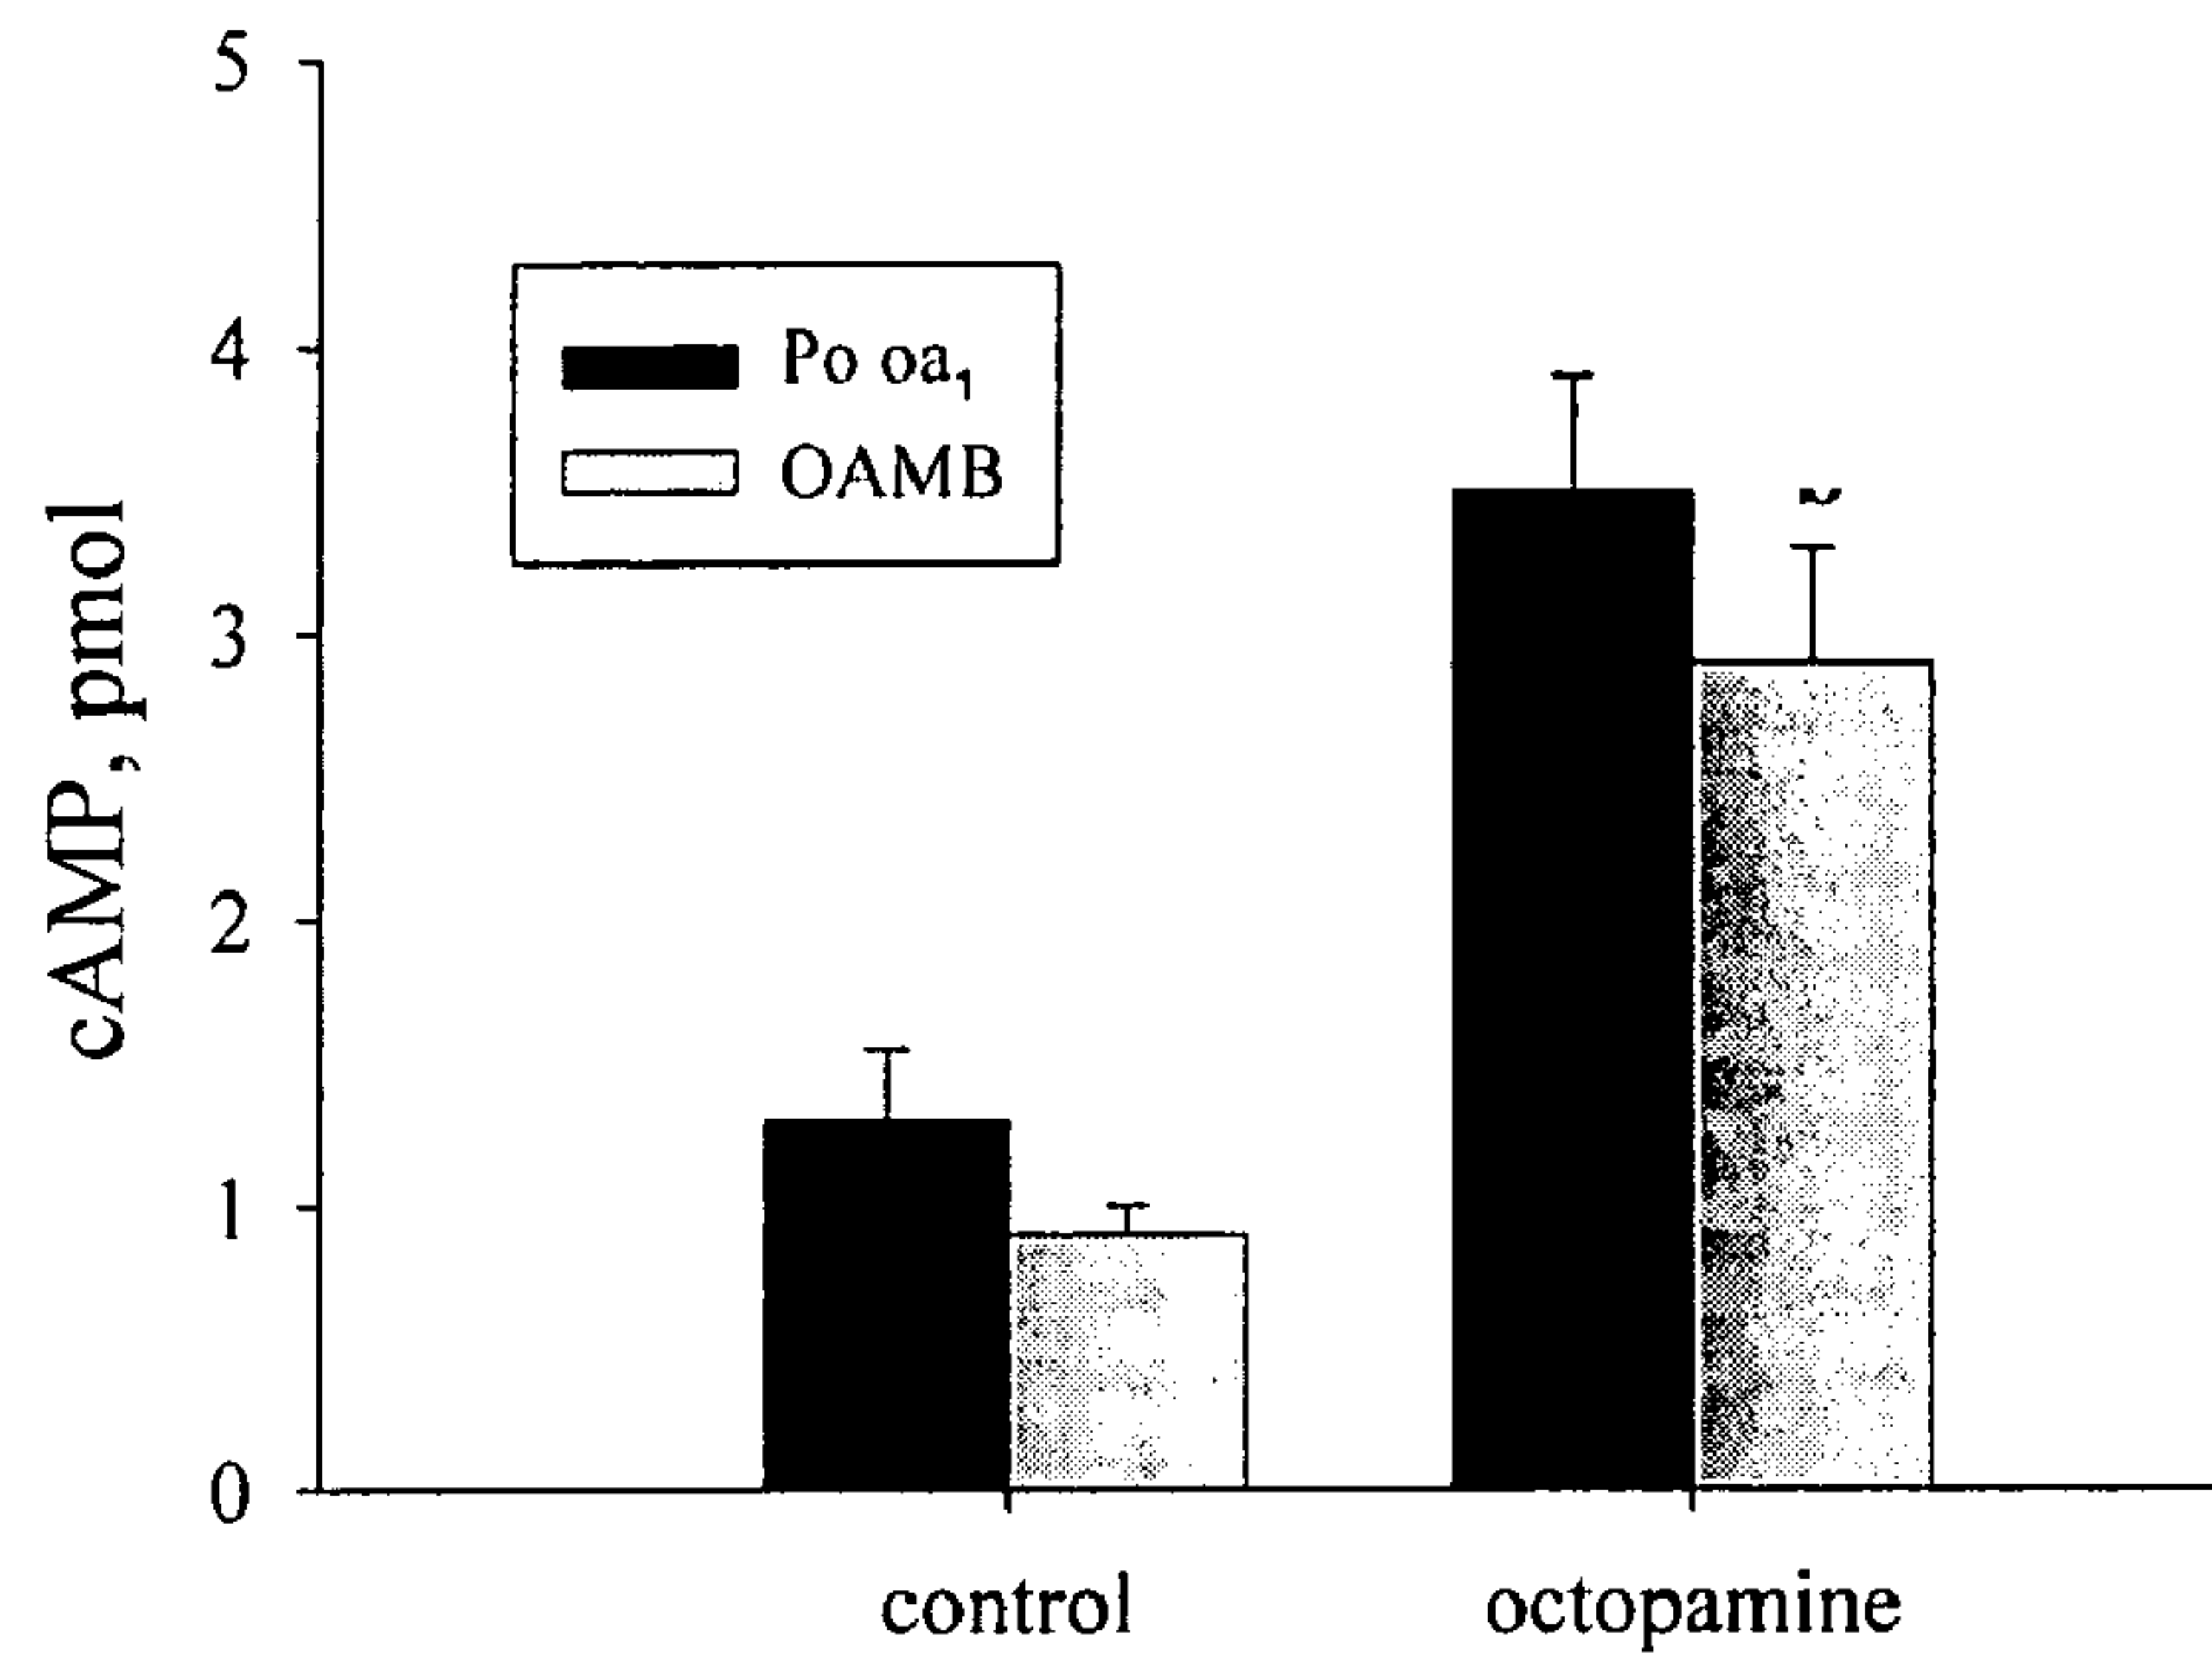 5
4
3
2
1
0
cAMP, pmol
Po oa₁
OAMB
control
octopamine